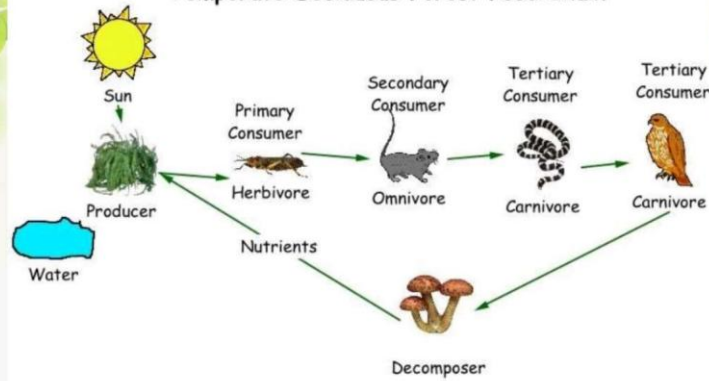 Sun
Producer
Water
Primary
Consumer
Herbivore
Secondary
Consumer
Omnivore
Tertiary
Consumer
Carnivore
Tertiary
Consumer
Carnivore
Nutrients
Decomposer